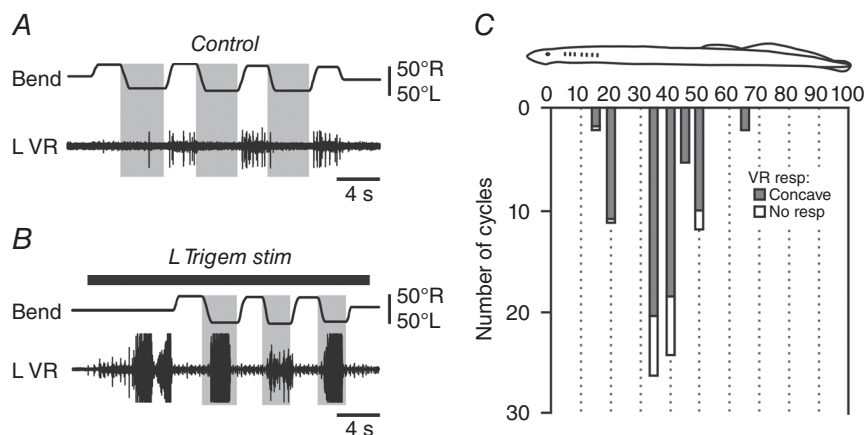 A
Control
Bend
50°R
50°L
L VR
4 s
B
L Trigem stim
Bend
50°R
50°L
L VR
4 s
C
0 10 20 30 40 50 60 70 80 90 100
0
10
20
30
Number of cycles
VR resp:
Concave
No resp